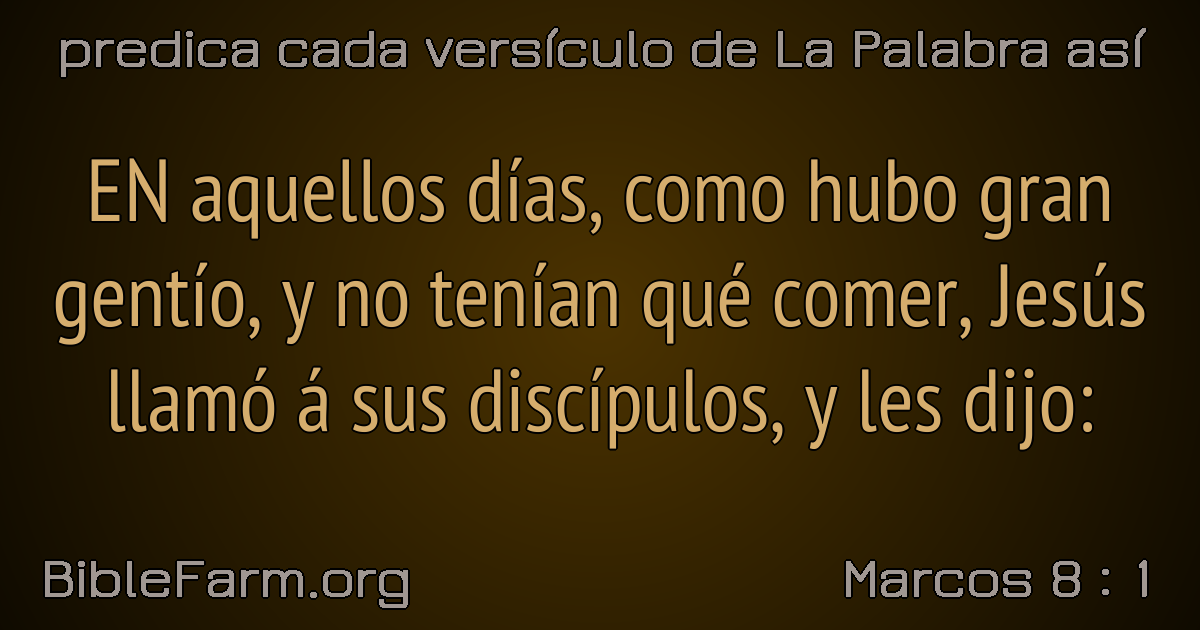 predica cada versículo de La Palabra así
EN aquellos días, como hubo gran
gentío, y no tenían qué comer, Jesús
llamó á sus discípulos, y les dijo:
BibleFarm.org
Marcos 8 : 1